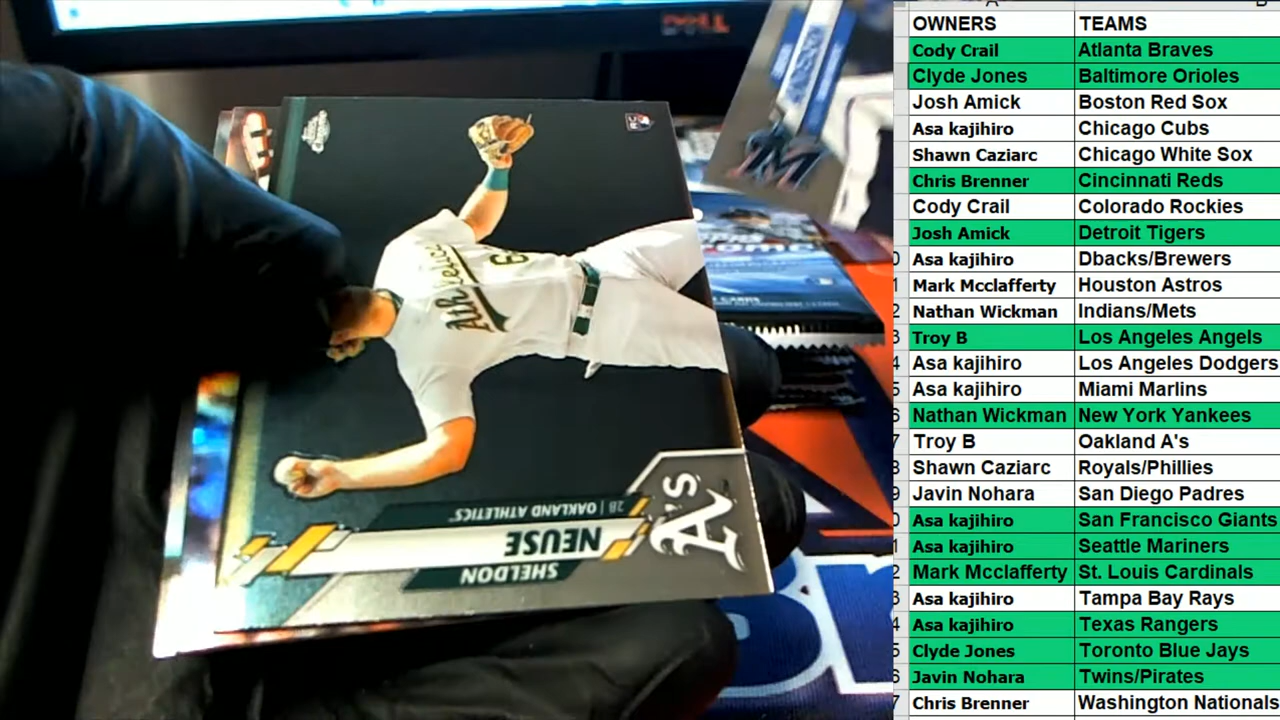 DELL
RC
M
Athletics
6
A's
2B | OAKLAND ATHLETICS
NEUSE
SHELDON
CARDS
OWNERS TEAMS
Cody Crail Atlanta Braves
Clyde Jones Baltimore Orioles
Josh Amick Boston Red Sox
Asa kajihiro Chicago Cubs
Shawn Caziarc Chicago White Sox
Chris Brenner Cincinnati Reds
Cody Crail Colorado Rockies
Josh Amick Detroit Tigers
Asa kajihiro Dbacks/Brewers
Mark Mcclafferty Houston Astros
Nathan Wickman Indians/Mets
Troy B Los Angeles Angels
Asa kajihiro Los Angeles Dodgers
Asa kajihiro Miami Marlins
Nathan Wickman New York Yankees
Troy B Oakland A's
Shawn Caziarc Royals/Phillies
Javin Nohara San Diego Padres
Asa kajihiro San Francisco Giants
Asa kajihiro Seattle Mariners
Mark Mcclafferty St. Louis Cardinals
Asa kajihiro Tampa Bay Rays
Asa kajihiro Texas Rangers
Clyde Jones Toronto Blue Jays
Javin Nohara Twins/Pirates
Chris Brenner Washington Nationals